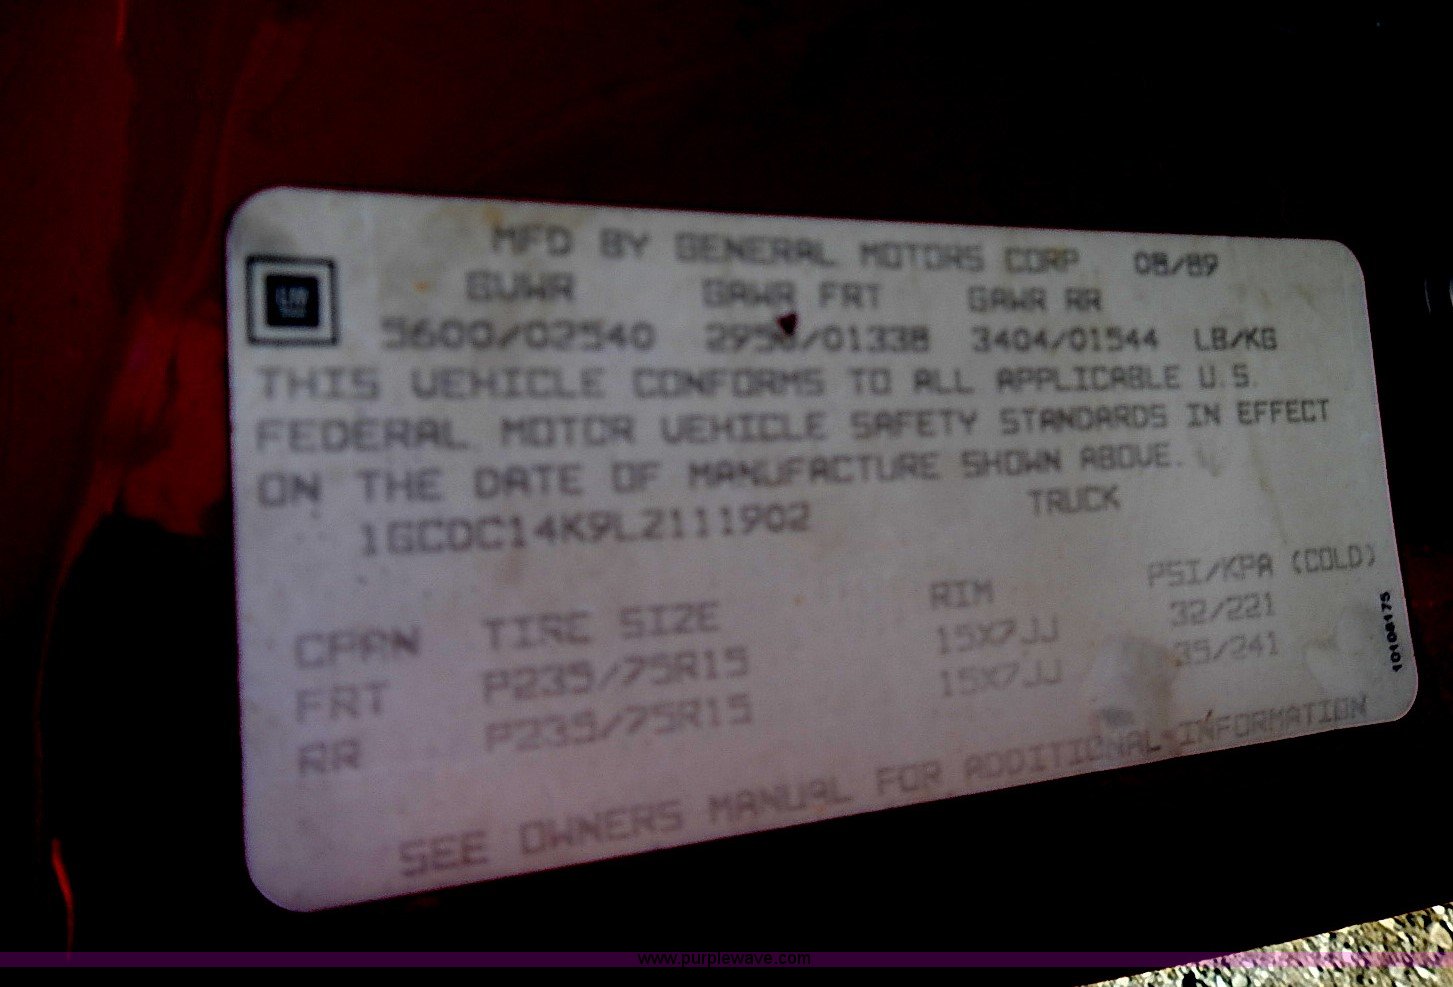 MFD BY GENERAL MOTORS CORP 08/89
GVWR GAWR FRT GAWR RR
5600/02540 2950/01338 3404/01544 LB/KG
THIS VEHICLE CONFORMS TO ALL APPLICABLE U.S.
FEDERAL MOTOR VEHICLE SAFETY STANDARDS IN EFFECT
ON THE DATE OF MANUFACTURE SHOWN ABOVE.
1GCDC14K9L2111902 TRUCK
TIRE SIZE RIM PSI/KPA (COLD)
FRT P235/75R15 15X7JJ 32/221
RR P235/75R15 15X7JJ 35/241
SEE OWNERS MANUAL FOR ADDITIONAL INFORMATION
10108175
www.purplewave.com